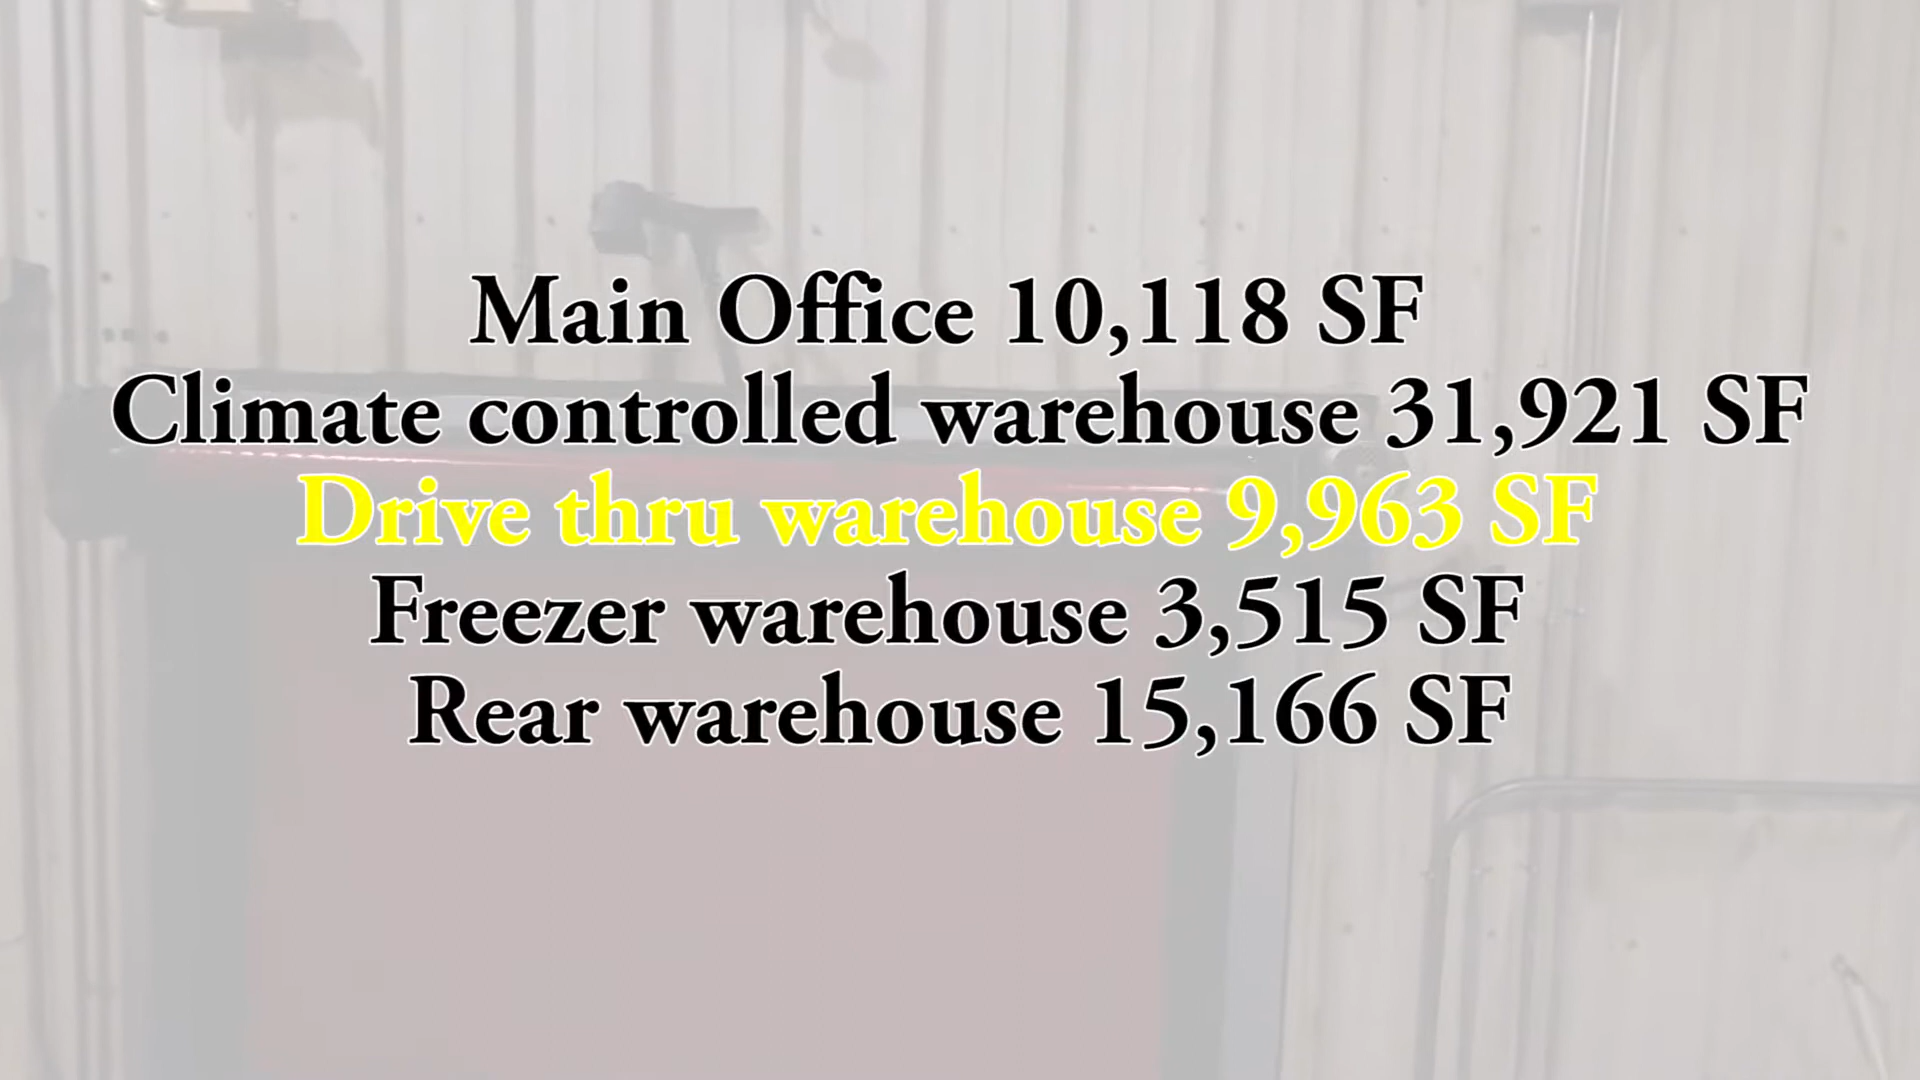 Main Office 10,118 SF
Climate controlled warehouse 31,921 SF
Drive thru warehouse 9,963 SF
Freezer warehouse 3,515 SF
Rear warehouse 15,166 SF